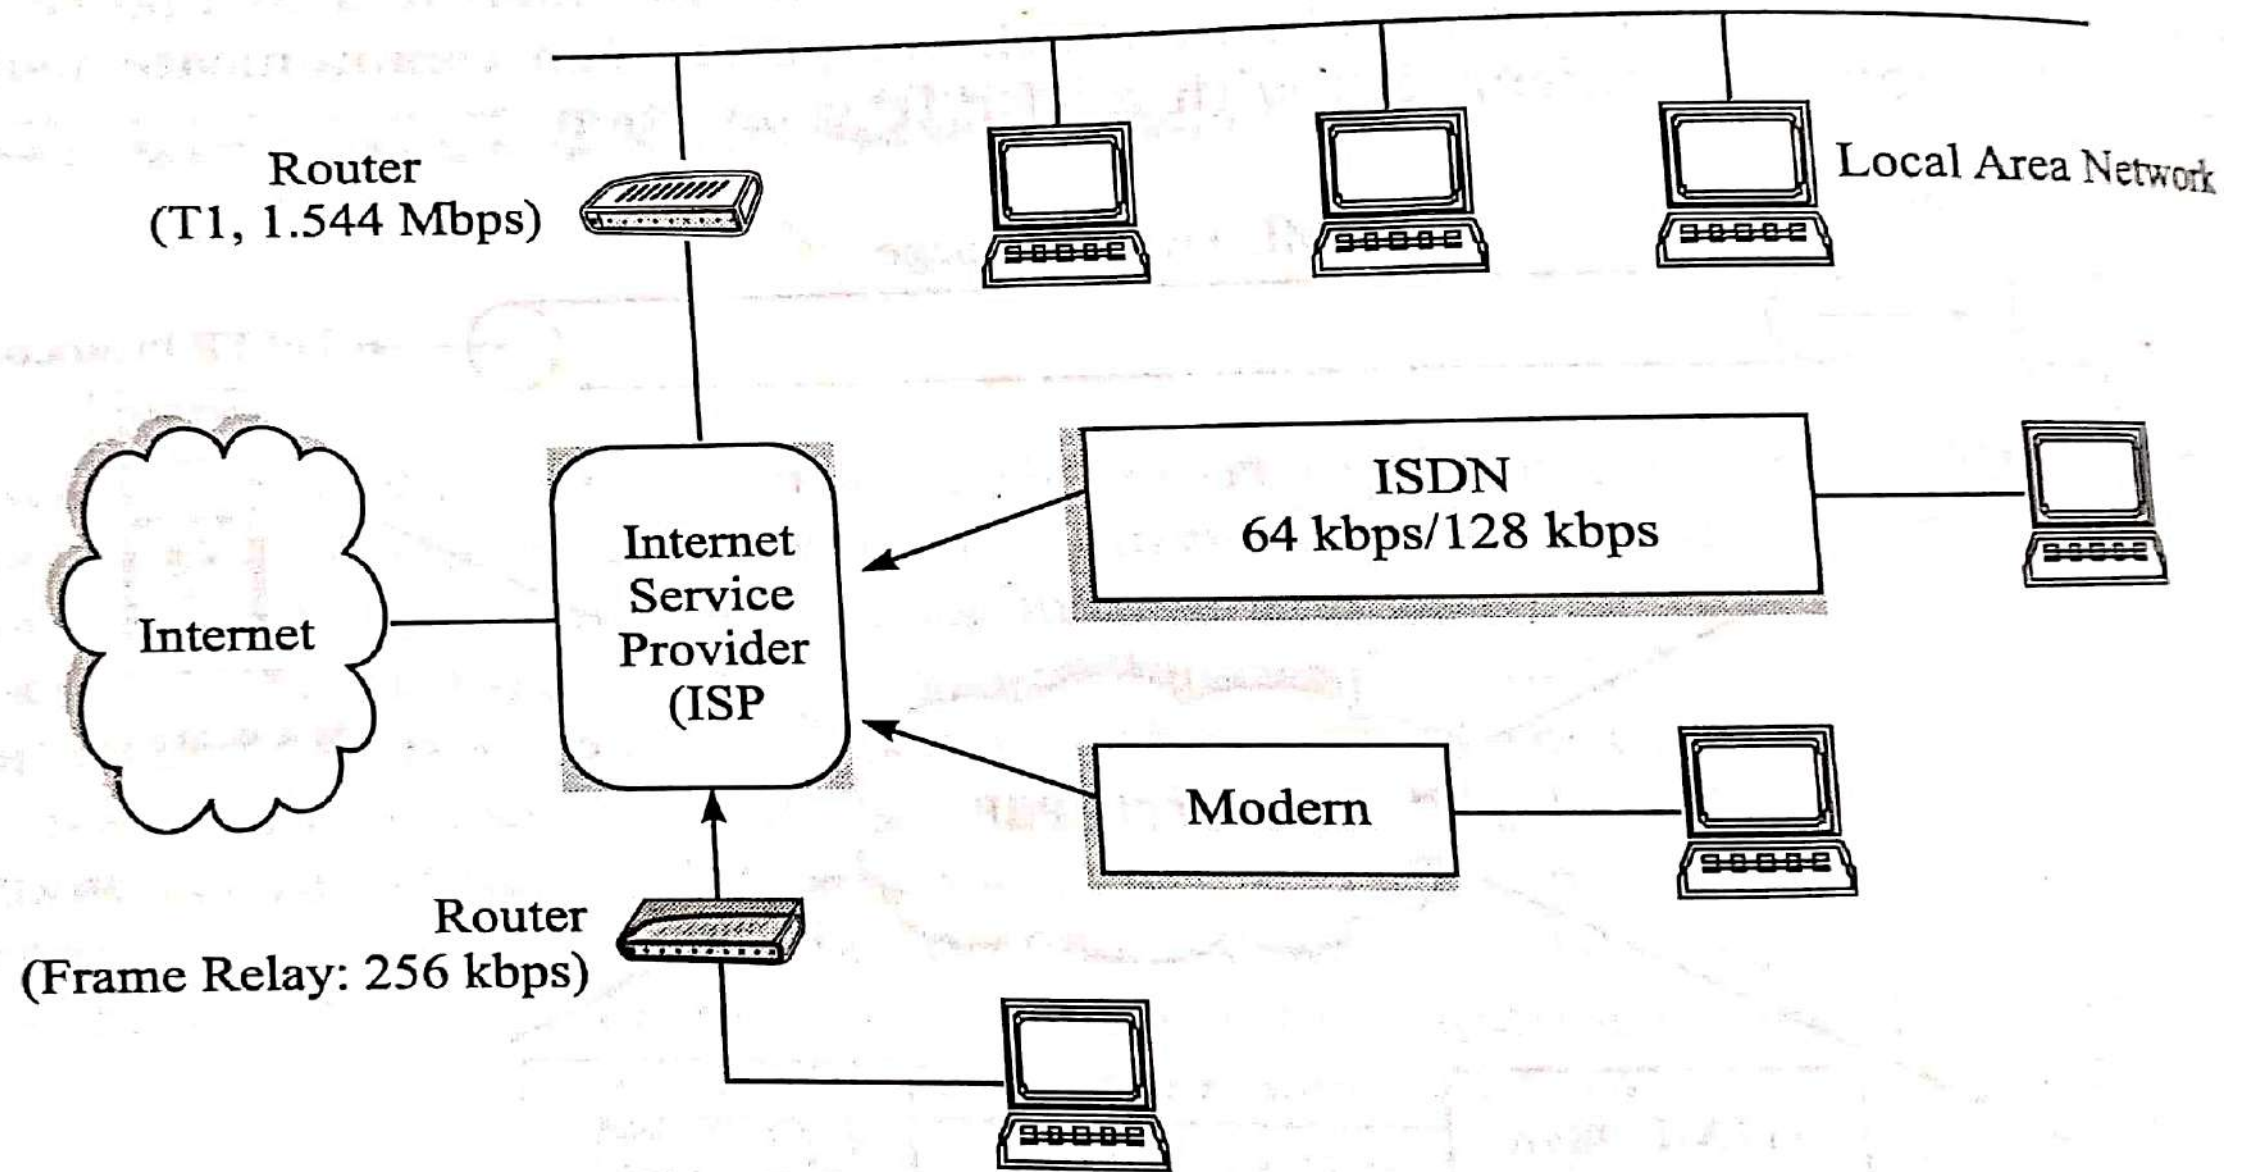 Router
(T1, 1.544 Mbps)
Local Area Network
ISDN
64 kbps/128 kbps
Internet
Internet
Service
Provider
(ISP
Modern
Router
(Frame Relay: 256 kbps)